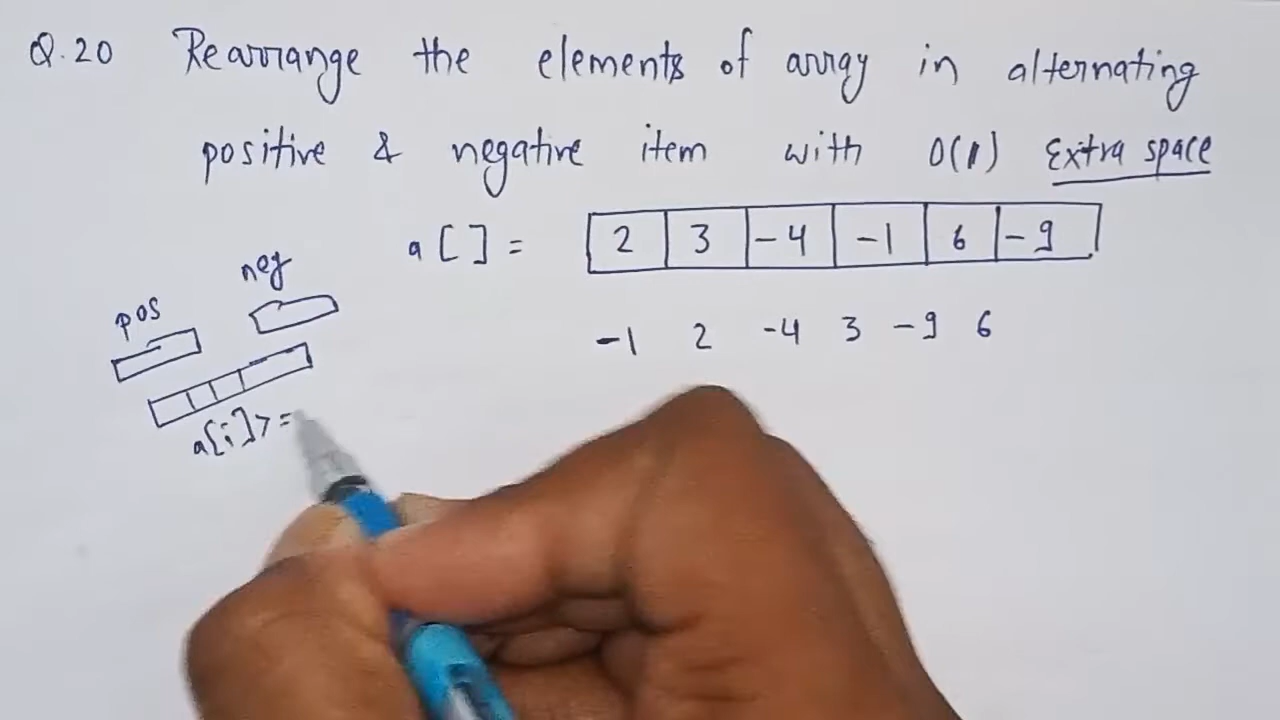 Q.20 Rearrange the elements of array in alternating
positive & negative item with O(1) Extra space
a[] = 2 3 -4 -1 6 -9
neg
pos
-1 2 -4 3 -9 6
a[i]>=